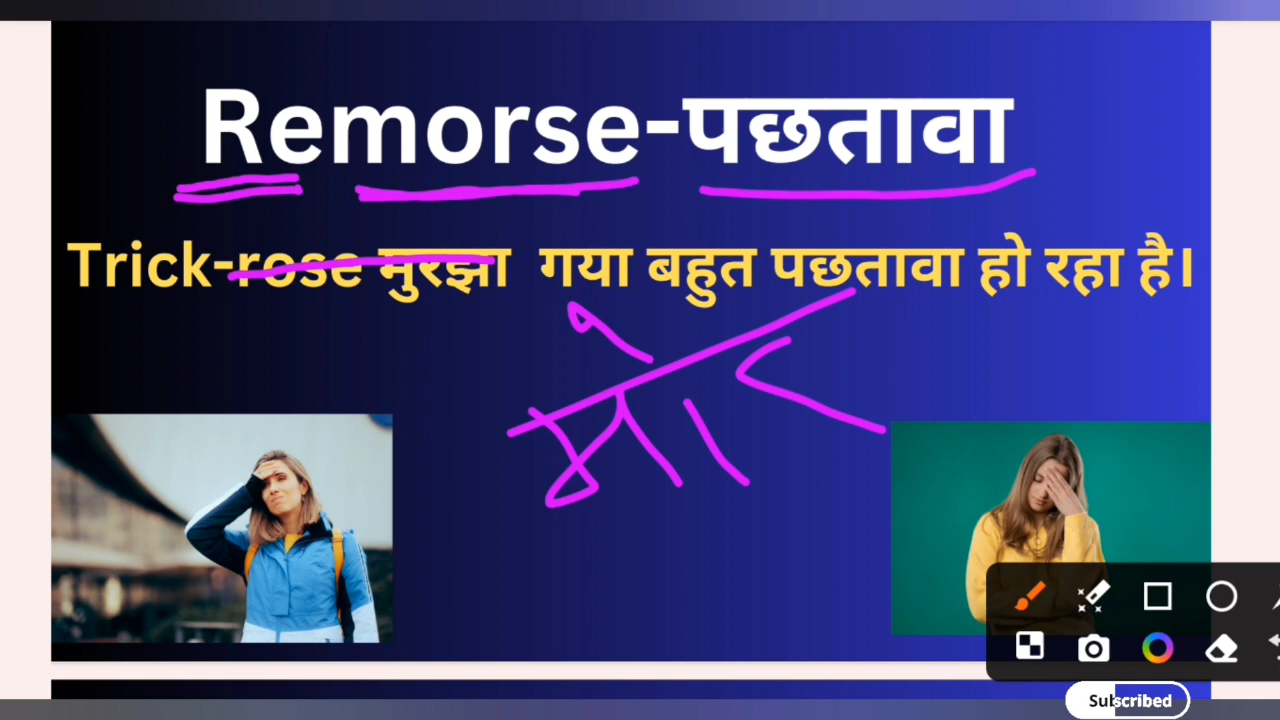 Remorse-पछतावा
Trick-rose मुरझा गया बहुत पछतावा हो रहा है।
Subscribed